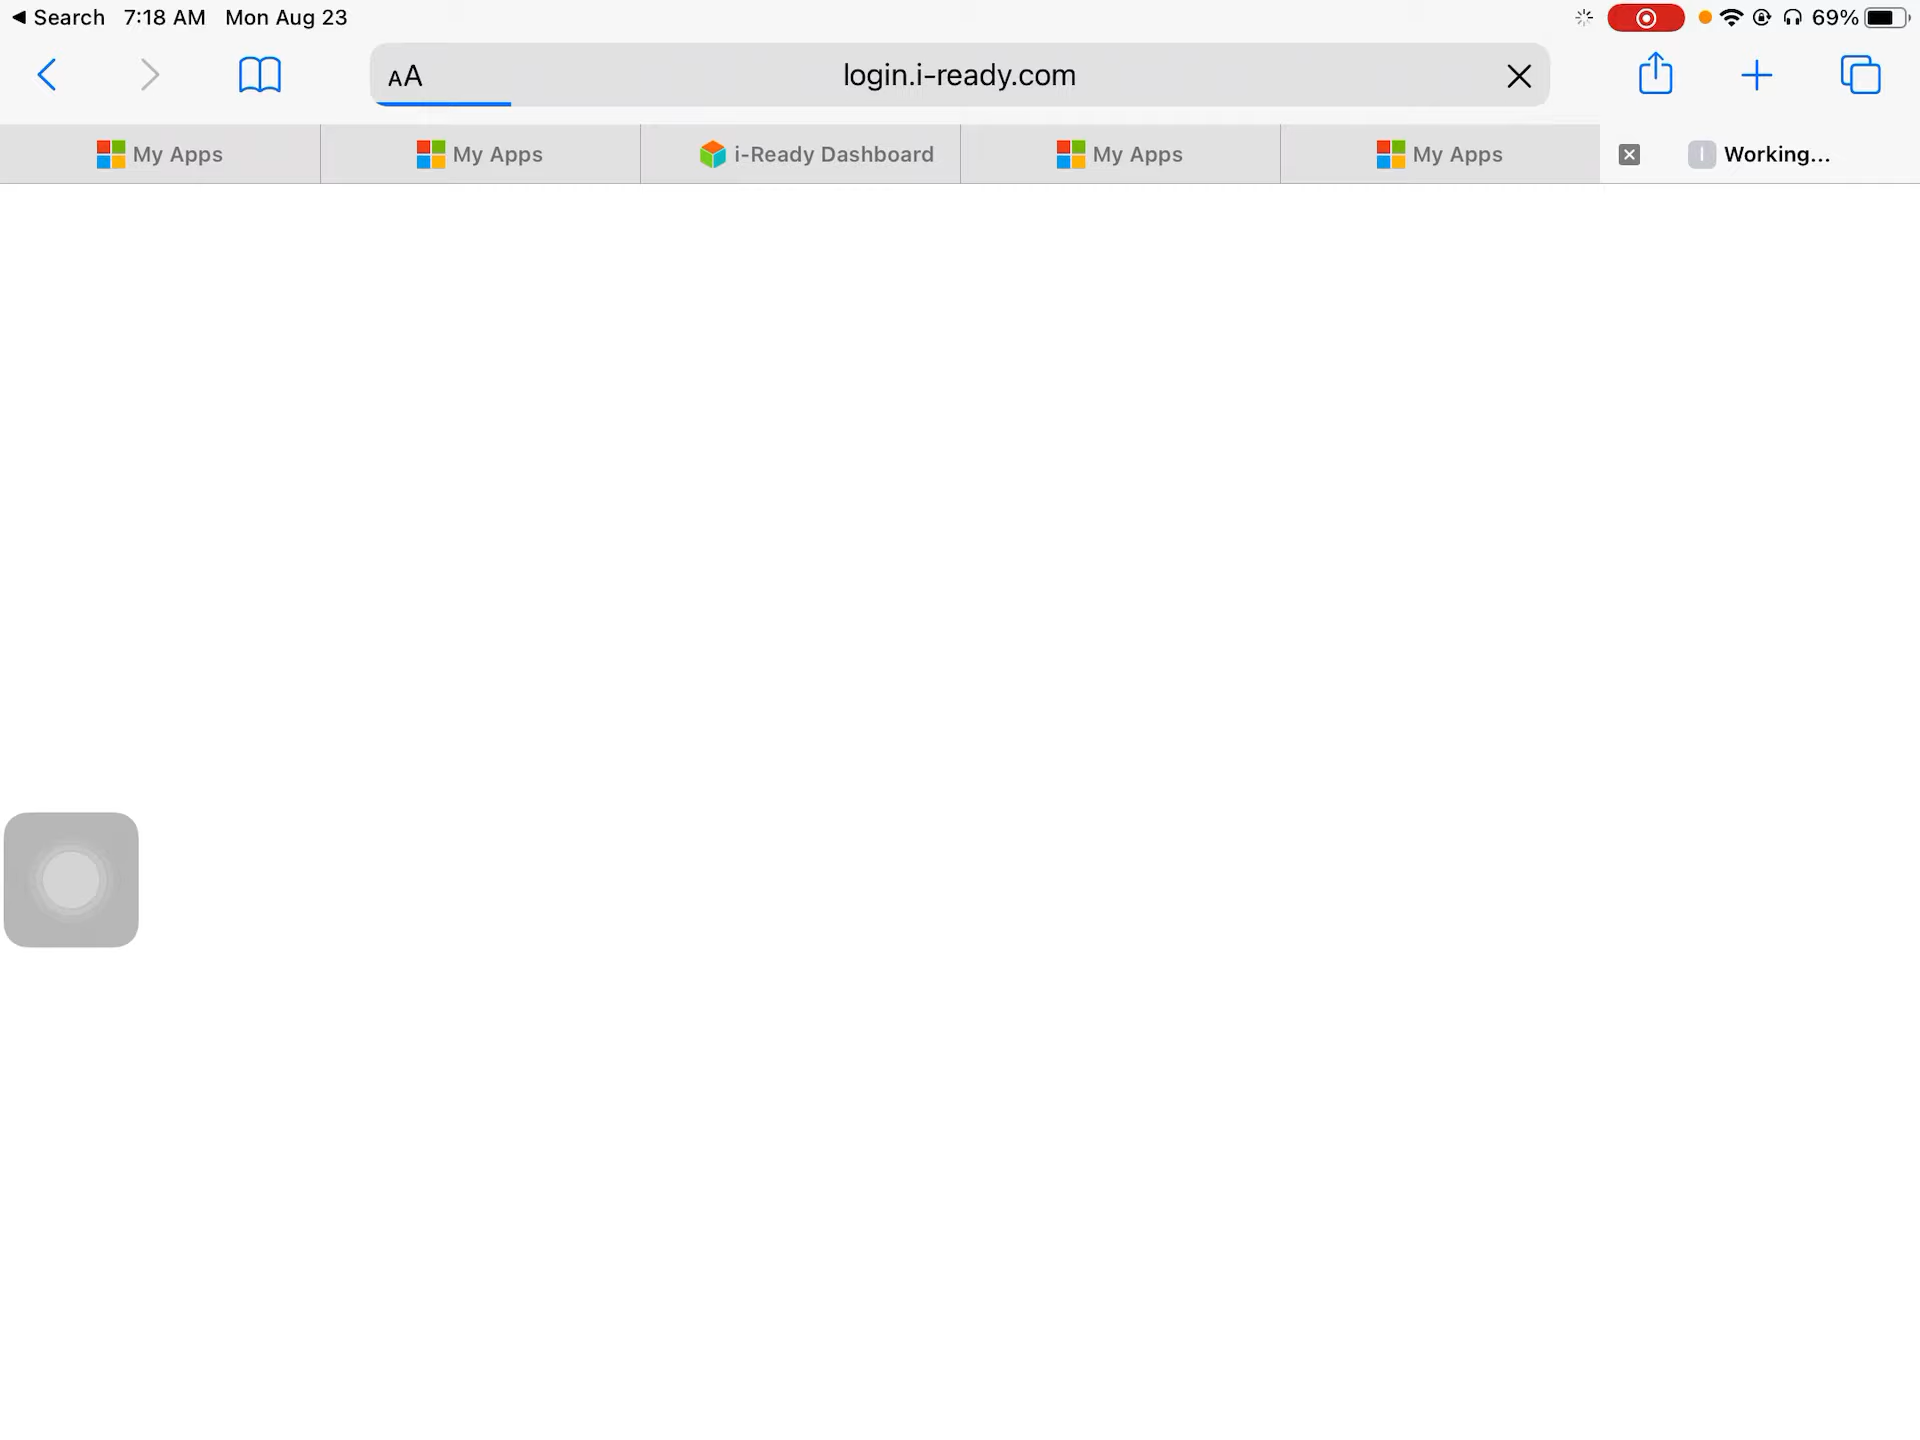 ◀ Search 7:18 AM Mon Aug 23 69%
AA login.i-ready.com
My Apps My Apps i-Ready Dashboard My Apps My Apps I Working...